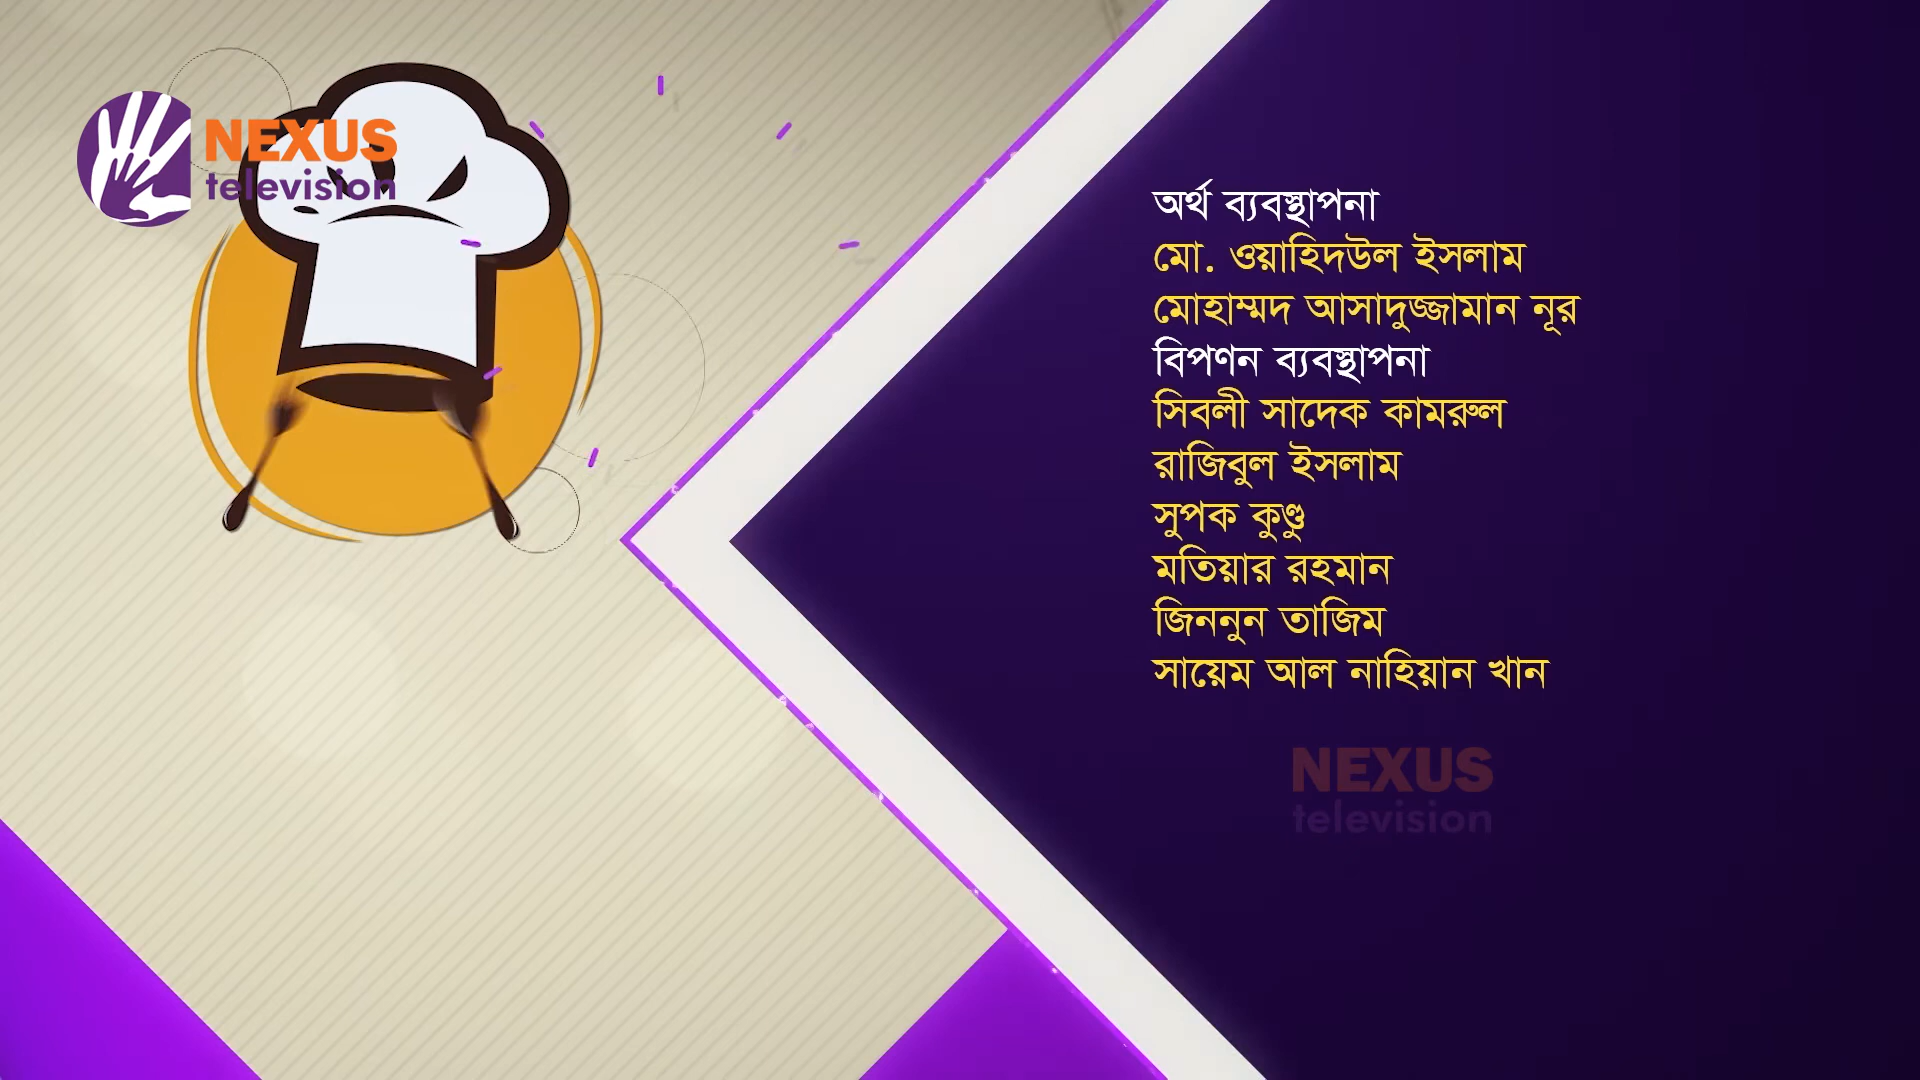 NEXUS
television
অর্থ ব্যবস্থাপনা
মো. ওয়াহিদউল ইসলাম
মোহাম্মদ আসাদুজ্জামান নূর
বিপণন ব্যবস্থাপনা
সিবলী সাদেক কামরুল
রাজিবুল ইসলাম
সুপক কুণ্ডু
মতিয়ার রহমান
জিননুন তাজিম
সায়েম আল নাহিয়ান খান
NEXUS
television